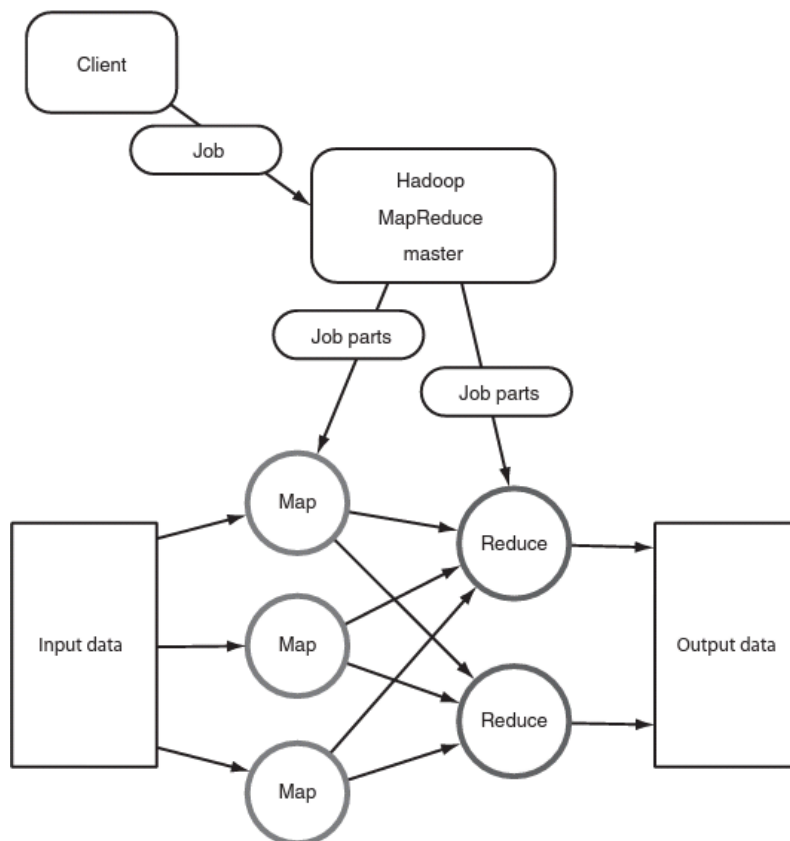 Client
Job
Hadoop
MapReduce
master
Job parts
Job parts
Map
Reduce
Input data
Map
Output data
Reduce
Map